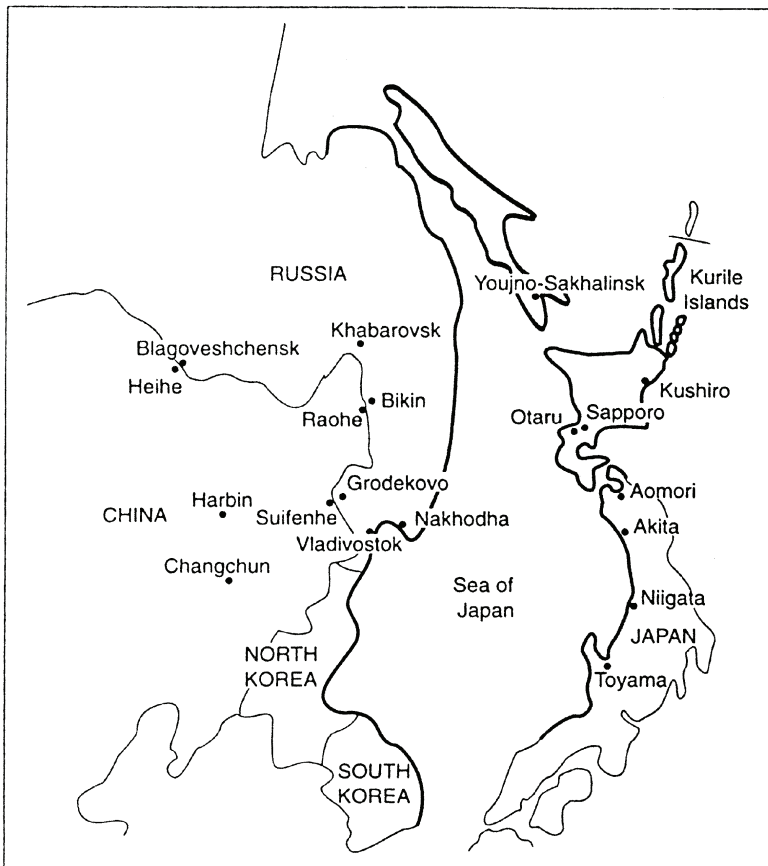 RUSSIA
Youjno-Sakhalinsk
Kurile
Islands
Khabarovsk
Blagoveshchensk
Heihe
Bikin
Raohe
Kushiro
Otaru
Sapporo
Grodekovo
Harbin
CHINA
Suifenhe
Aomori
Nakhodha
Vladivostok
Akita
Changchun
Sea of
Japan
Niigata
JAPAN
NORTH
KOREA
Toyama
SOUTH
KOREA